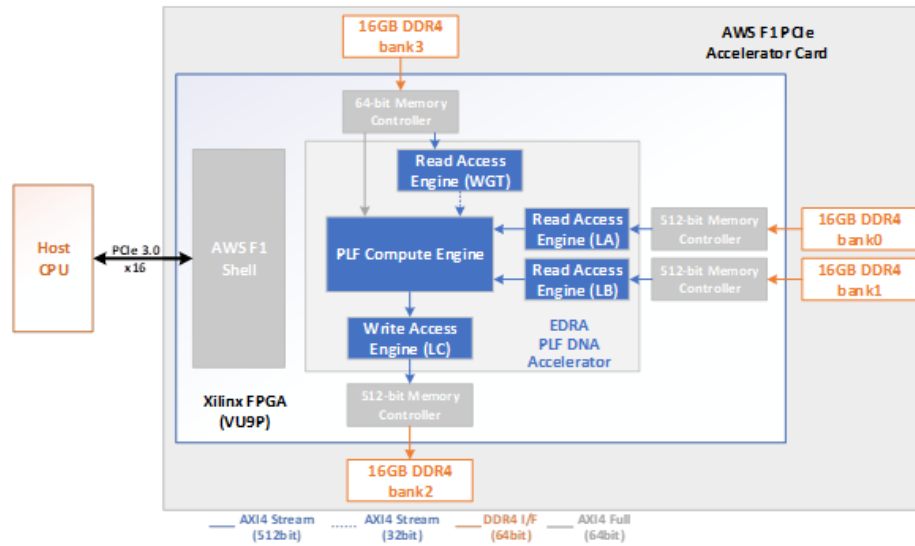 16GB DDR4
bank3
AWS F1 PCIe
Accelerator Card
64-bit Memory
Controller
Read Access
Engine (WGT)
Host
CPU
PCIe 3.0
x16
AWS F1
Shell
PLF Compute Engine
Read Access
Engine (LA)
512-bit Memory
Controller
16GB DDR4
bank0
Read Access
Engine (LB)
512-bit Memory
Controller
16GB DDR4
bank1
Write Access
Engine (LC)
EDRA
PLF DNA
Accelerator
Xilinx FPGA
(VU9P)
512-bit Memory
Controller
16GB DDR4
bank2
AXI4 Stream
(512bit)
AXI4 Stream
(32bit)
DDR4 I/F
(64bit)
AXI4 Full
(64bit)